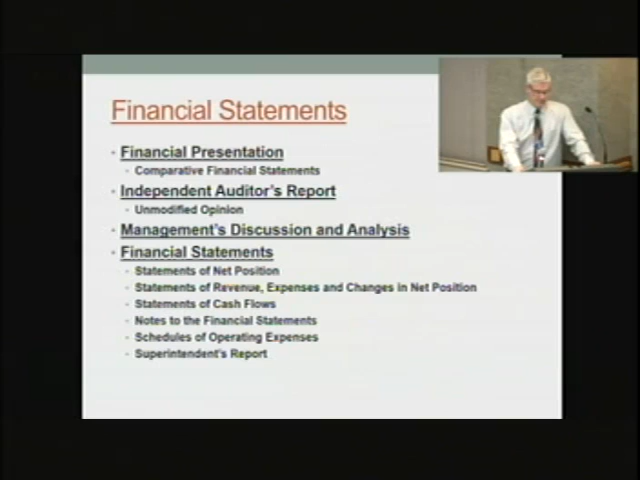 Financial Statements
Financial Presentation
Comparative Financial Statements
Independent Auditor's Report
Unmodified Opinion
Management's Discussion and Analysis
Financial Statements
Statements of Net Position
Statements of Revenue, Expenses and Changes in Net Position
Statements of Cash Flows
Notes to the Financial Statements
Schedules of Operating Expenses
Superintendent's Report